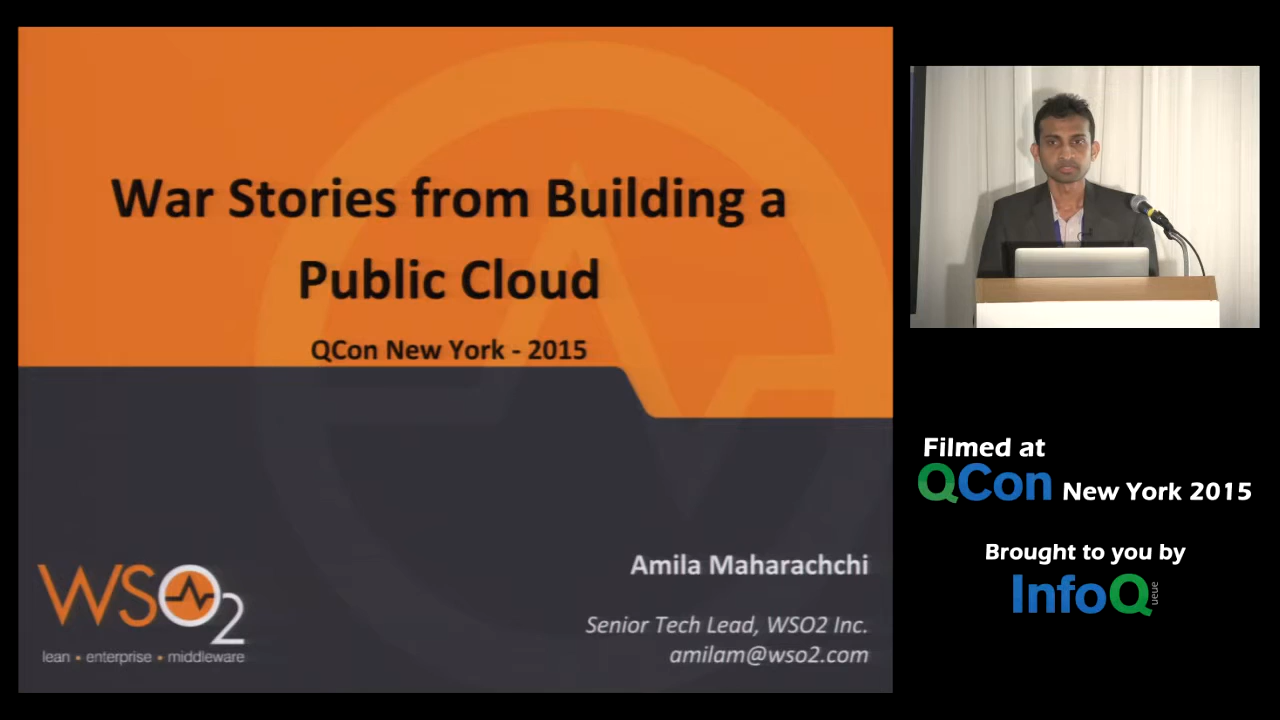 War Stories from Building a
Public Cloud
QCon New York - 2015
Amila Maharachchi
Senior Tech Lead, WSO2 Inc.
amilam@wso2.com
WSO2
lean • enterprise • middleware
Filmed at
QCon New York 2015
Brought to you by
InfoQ
ueue